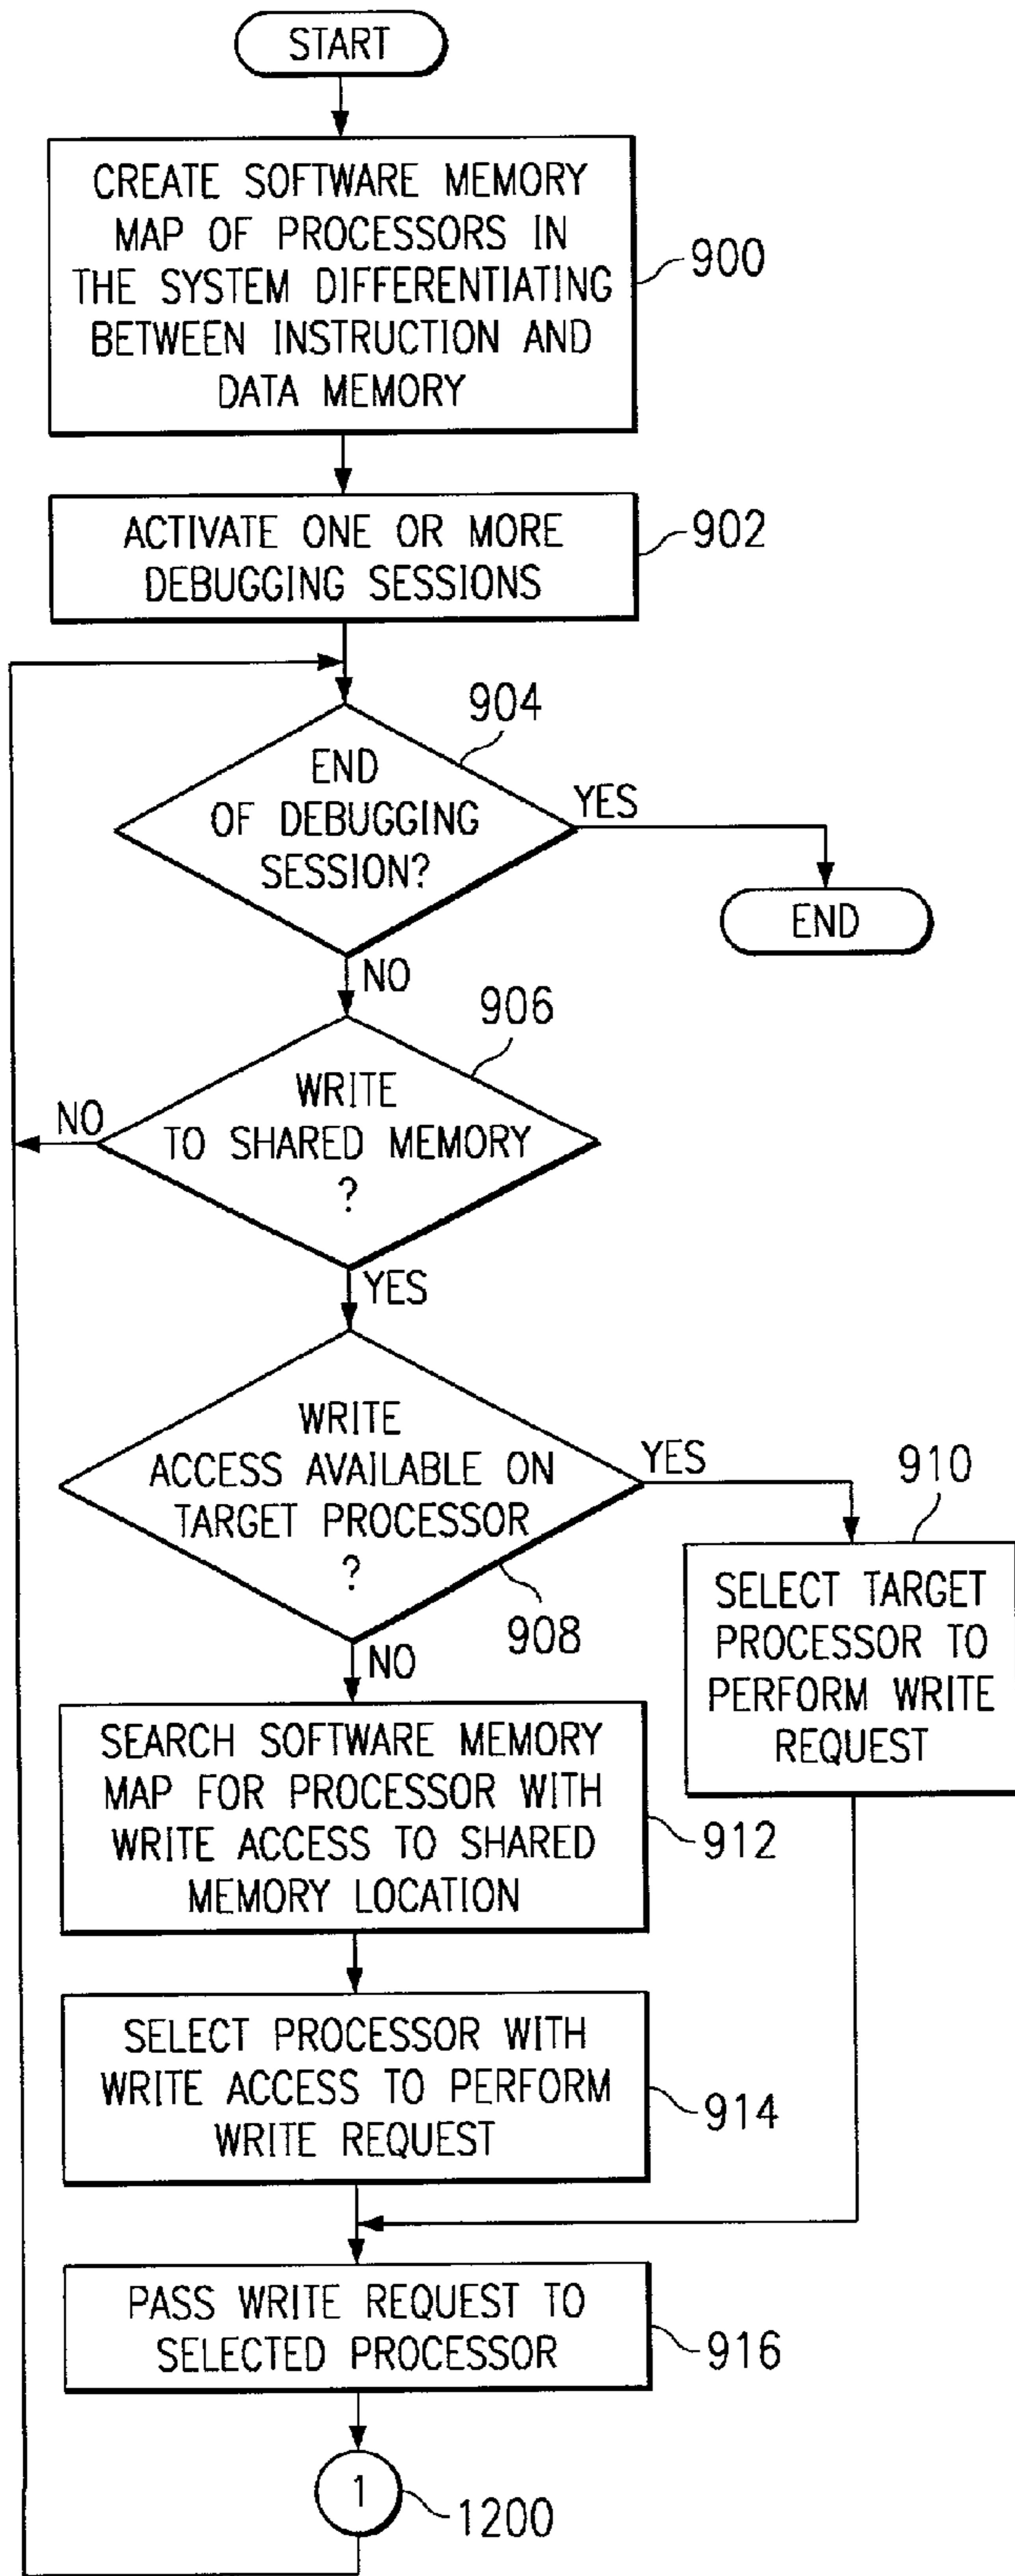 START
CREATE SOFTWARE MEMORY
MAP OF PROCESSORS IN
THE SYSTEM DIFFERENTIATING
BETWEEN INSTRUCTION AND
DATA MEMORY
900
ACTIVATE ONE OR MORE
DEBUGGING SESSIONS
902
904
END
OF DEBUGGING
SESSION?
YES
END
NO
906
WRITE
TO SHARED MEMORY
?
NO
YES
WRITE
ACCESS AVAILABLE ON
TARGET PROCESSOR
?
908
YES
910
SELECT TARGET
PROCESSOR TO
PERFORM WRITE
REQUEST
NO
SEARCH SOFTWARE MEMORY
MAP FOR PROCESSOR WITH
WRITE ACCESS TO SHARED
MEMORY LOCATION
912
SELECT PROCESSOR WITH
WRITE ACCESS TO PERFORM
WRITE REQUEST
914
PASS WRITE REQUEST TO
SELECTED PROCESSOR
916
1
1200